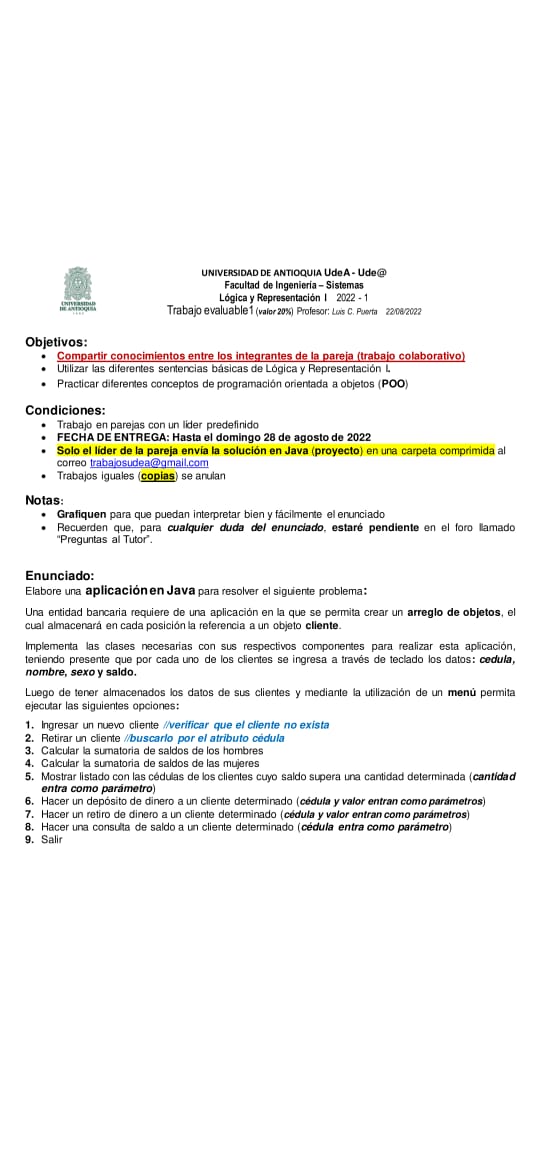 UNIVERSIDAD DE ANTIOQUIA UdeA - Ude@
Facultad de Ingeniería – Sistemas
Lógica y Representación I 2022 - 1
Trabajo evaluable1 (valor 20%) Profesor: Luis C. Puerta 22/08/2022
UNIVERSIDAD
DE ANTIOQUIA
Objetivos:
• Compartir conocimientos entre los integrantes de la pareja (trabajo colaborativo)
• Utilizar las diferentes sentencias básicas de Lógica y Representación I.
• Practicar diferentes conceptos de programación orientada a objetos (POO)
Condiciones:
• Trabajo en parejas con un líder predefinido
• FECHA DE ENTREGA: Hasta el domingo 28 de agosto de 2022
• Solo el líder de la pareja envía la solución en Java (proyecto) en una carpeta comprimida al
correo trabajosudea@gmail.com
• Trabajos iguales (copias) se anulan
Notas:
• Grafiquen para que puedan interpretar bien y fácilmente el enunciado
• Recuerden que, para cualquier duda del enunciado, estaré pendiente en el foro llamado
“Preguntas al Tutor”.
Enunciado:
Elabore una aplicación en Java para resolver el siguiente problema:
Una entidad bancaria requiere de una aplicación en la que se permita crear un arreglo de objetos, el
cual almacenará en cada posición la referencia a un objeto cliente.
Implementa las clases necesarias con sus respectivos componentes para realizar esta aplicación,
teniendo presente que por cada uno de los clientes se ingresa a través de teclado los datos: cedula,
nombre, sexo y saldo.
Luego de tener almacenados los datos de sus clientes y mediante la utilización de un menú permita
ejecutar las siguientes opciones:
1. Ingresar un nuevo cliente //verificar que el cliente no exista
2. Retirar un cliente //buscarlo por el atributo cédula
3. Calcular la sumatoria de saldos de los hombres
4. Calcular la sumatoria de saldos de las mujeres
5. Mostrar listado con las cédulas de los clientes cuyo saldo supera una cantidad determinada (cantidad
entra como parámetro)
6. Hacer un depósito de dinero a un cliente determinado (cédula y valor entran como parámetros)
7. Hacer un retiro de dinero a un cliente determinado (cédula y valor entran como parámetros)
8. Hacer una consulta de saldo a un cliente determinado (cédula entra como parámetro)
9. Salir